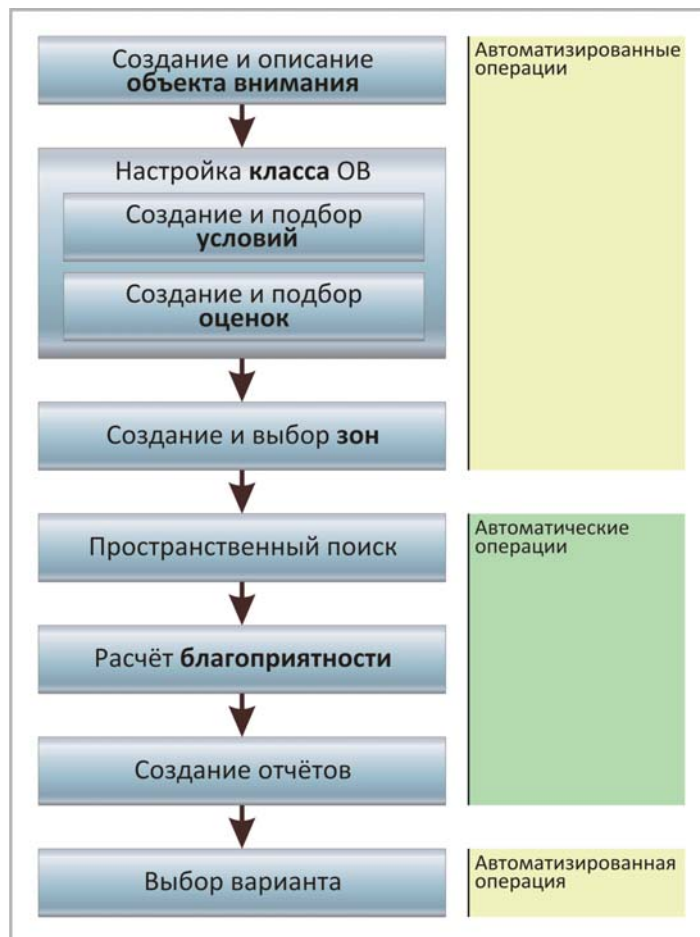 Создание и описание
объекта внимания
Автоматизированные
операции
Настройка класса ОВ
Создание и подбор
условий
Создание и подбор
оценок
Создание и выбор зон
Пространственный поиск
Автоматические
операции
Расчёт благоприятности
Создание отчётов
Выбор варианта
Автоматизированная
операция